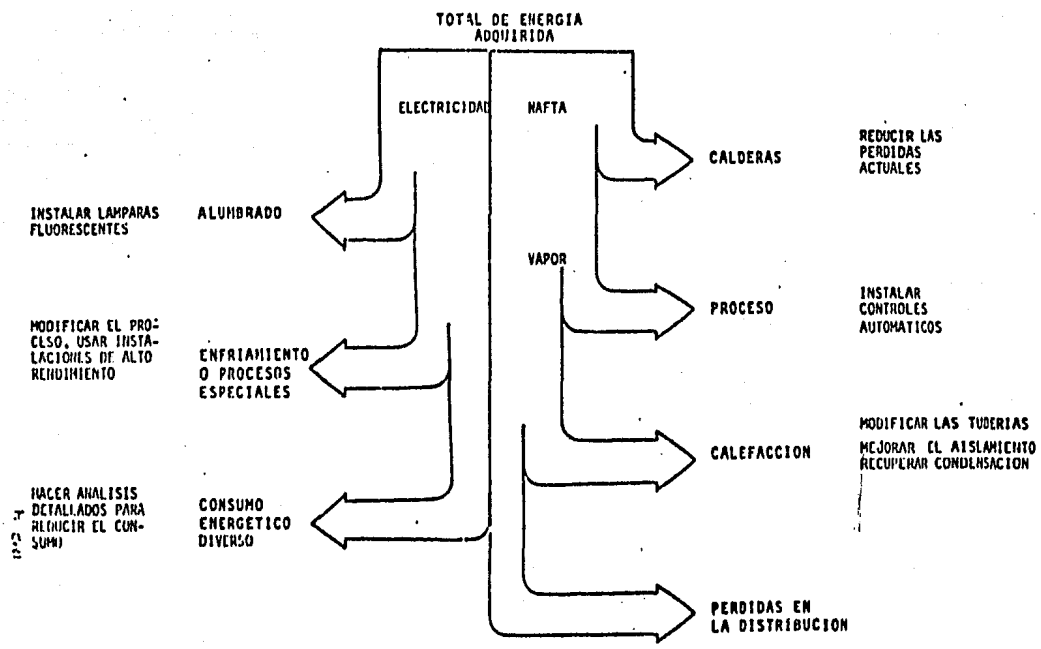 TOTAL DE ENERGIA
ADQUIRIDA
ELECTRICIDAD
NAFTA
CALDERAS
REDUCIR LAS
PERDIDAS
ACTUALES
INSTALAR LAMPARAS
FLUORESCENTES
ALUMBRADO
VAPOR
PROCESO
INSTALAR
CONTROLES
AUTOMATICOS
MODIFICAR EL PRO-
CESO, USAR INSTA-
LACIONES DE ALTO
RENDIMIENTO
ENFRIAMIENTO
O PROCESOS
ESPECIALES
CALEFACCION
MODIFICAR LAS TUBERIAS
MEJORAR EL AISLAMIENTO
RECUPERAR CONDENSACION
HACER ANALISIS
DETALLADOS PARA
REDUCIR EL CON-
SUMO
CONSUMO
ENERGÉTICO
DIVERSO
PERDIDAS EN
LA DISTRIBUCION